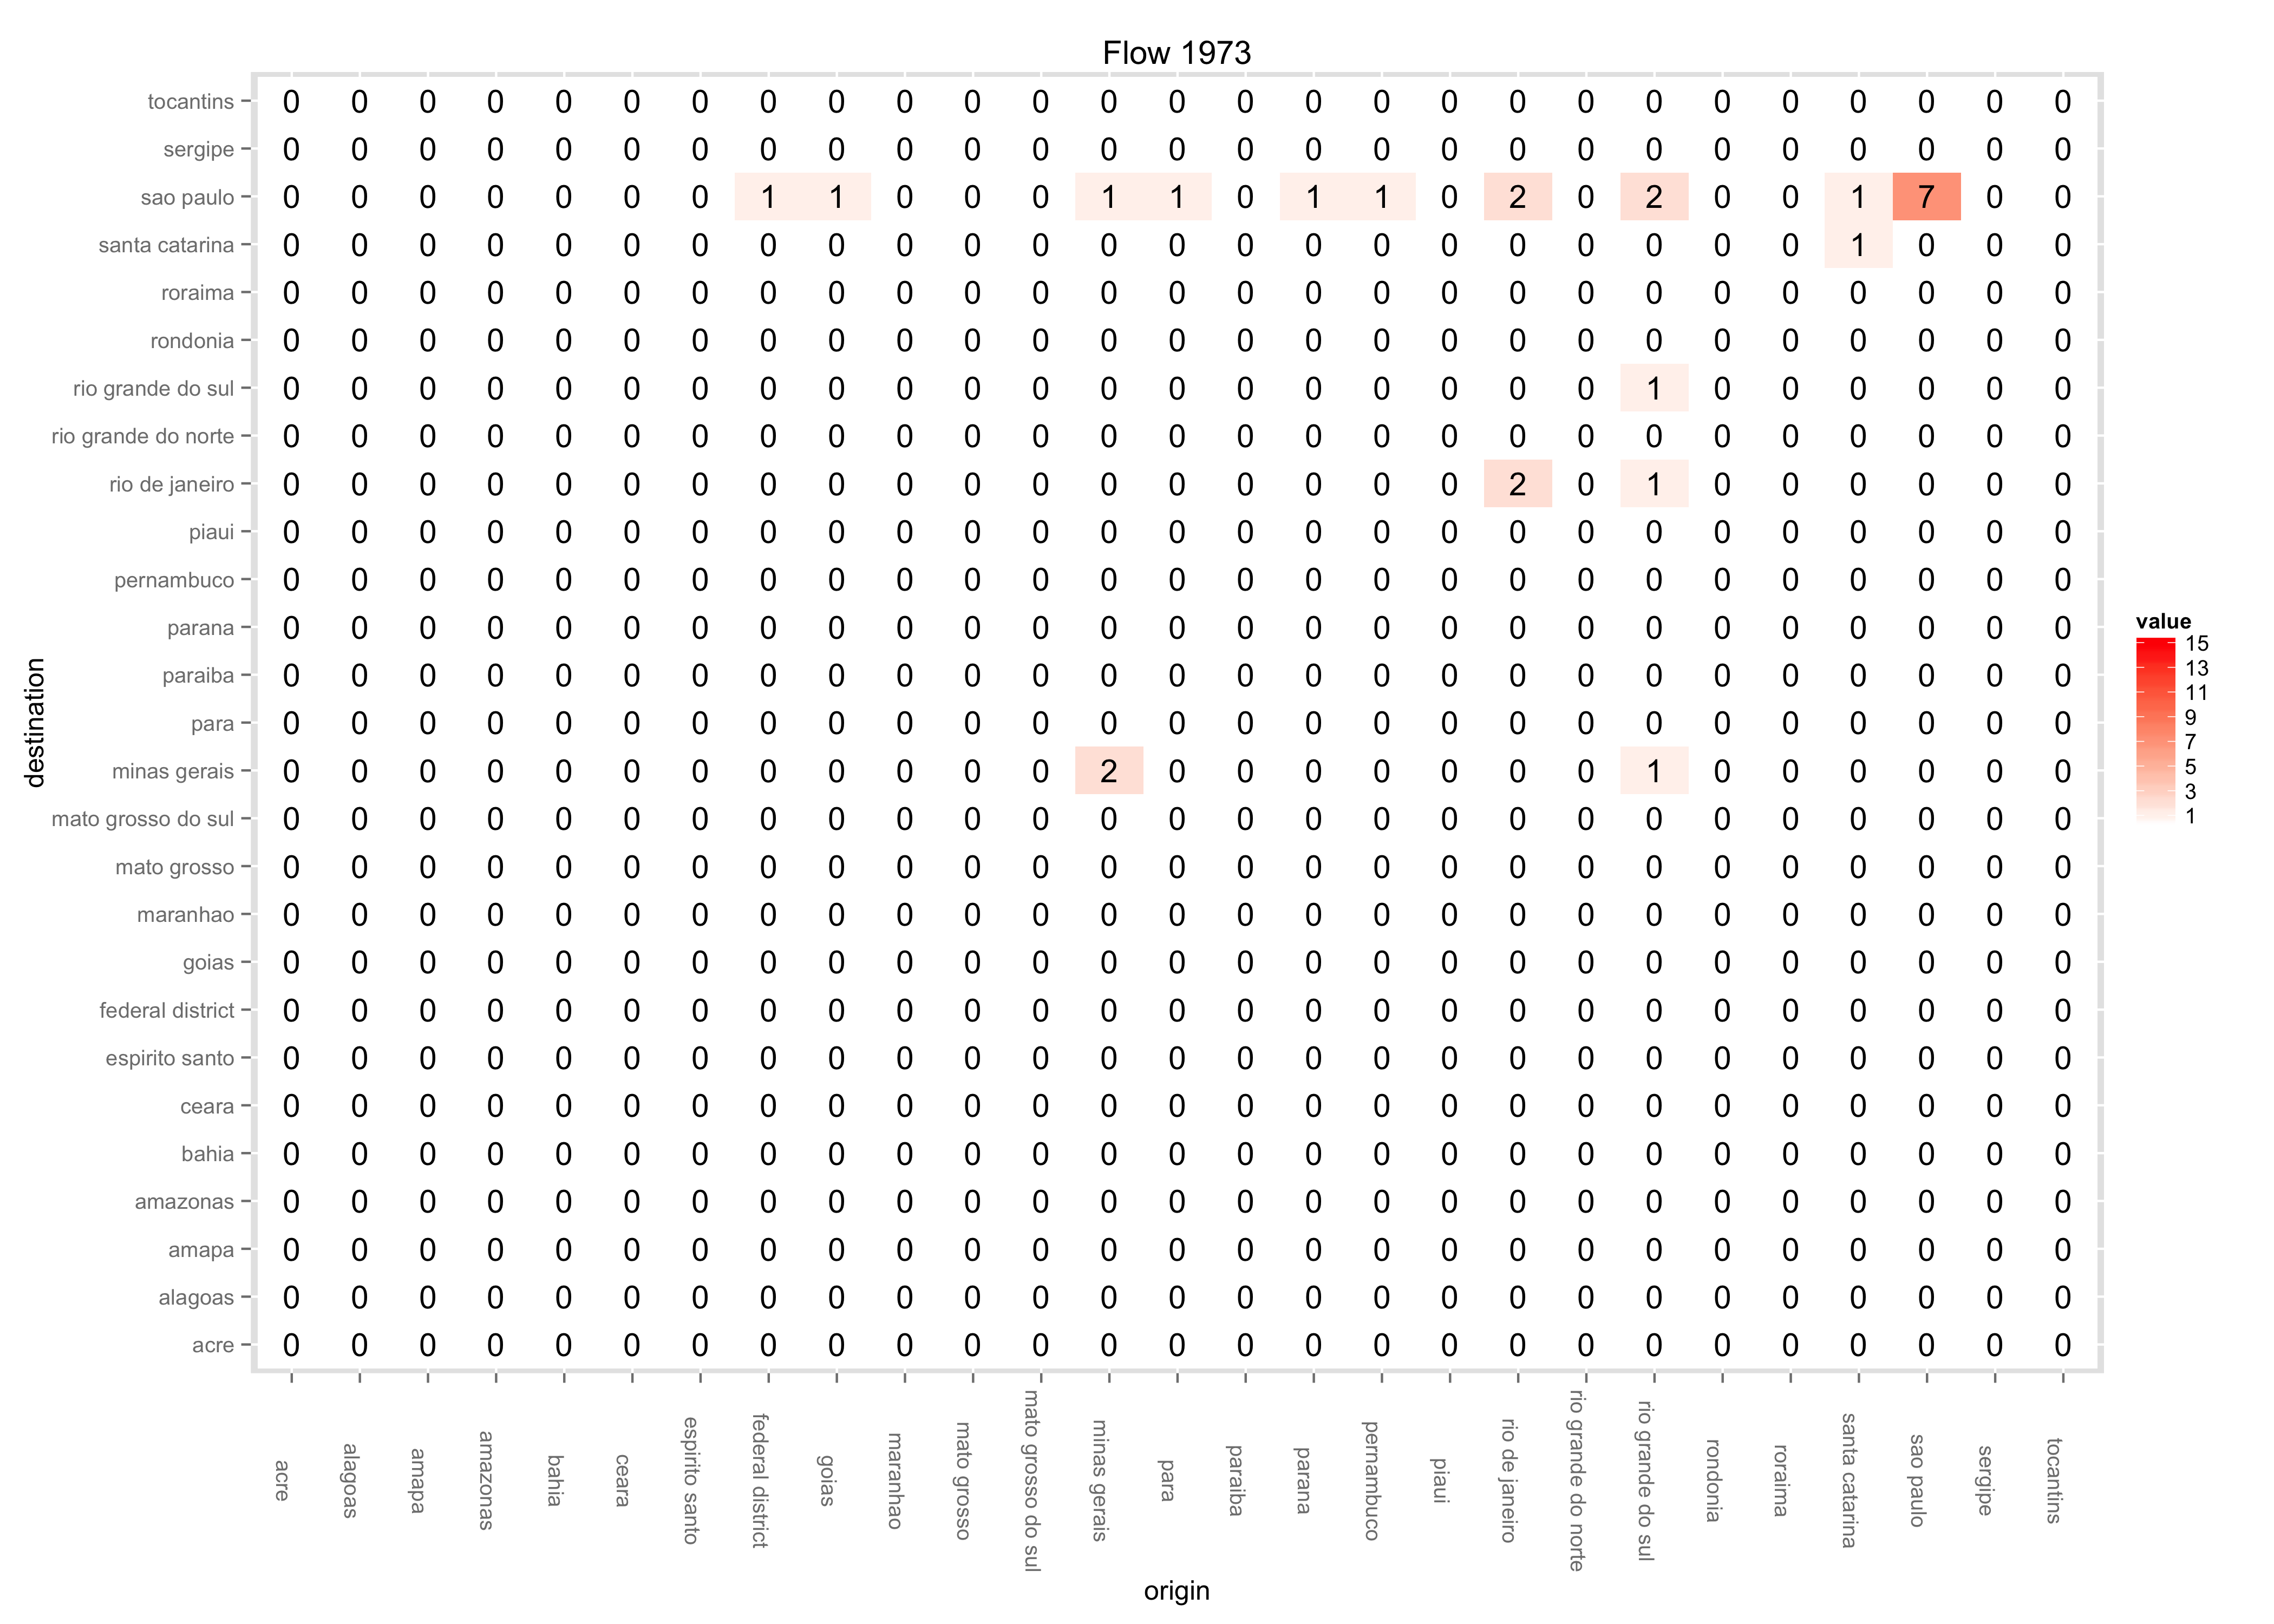 Flow 1973
tocantins 0 0 0 0 0 0 0 0 0 0 0 0 0 0 0 0 0 0 0 0 0 0 0 0 0 0 0
sergipe 0 0 0 0 0 0 0 0 0 0 0 0 0 0 0 0 0 0 0 0 0 0 0 0 0 0 0
sao paulo 0 0 0 0 0 0 0 1 1 0 0 0 1 1 0 1 1 0 2 0 2 0 0 1 7 0 0
santa catarina 0 0 0 0 0 0 0 0 0 0 0 0 0 0 0 0 0 0 0 0 0 0 0 1 0 0 0
roraima 0 0 0 0 0 0 0 0 0 0 0 0 0 0 0 0 0 0 0 0 0 0 0 0 0 0 0
rondonia 0 0 0 0 0 0 0 0 0 0 0 0 0 0 0 0 0 0 0 0 0 0 0 0 0 0 0
rio grande do sul 0 0 0 0 0 0 0 0 0 0 0 0 0 0 0 0 0 0 0 0 1 0 0 0 0 0 0
rio grande do norte 0 0 0 0 0 0 0 0 0 0 0 0 0 0 0 0 0 0 0 0 0 0 0 0 0 0 0
rio de janeiro 0 0 0 0 0 0 0 0 0 0 0 0 0 0 0 0 0 0 2 0 1 0 0 0 0 0 0
piaui 0 0 0 0 0 0 0 0 0 0 0 0 0 0 0 0 0 0 0 0 0 0 0 0 0 0 0
pernambuco 0 0 0 0 0 0 0 0 0 0 0 0 0 0 0 0 0 0 0 0 0 0 0 0 0 0 0
parana 0 0 0 0 0 0 0 0 0 0 0 0 0 0 0 0 0 0 0 0 0 0 0 0 0 0 0
paraiba 0 0 0 0 0 0 0 0 0 0 0 0 0 0 0 0 0 0 0 0 0 0 0 0 0 0 0
para 0 0 0 0 0 0 0 0 0 0 0 0 0 0 0 0 0 0 0 0 0 0 0 0 0 0 0
minas gerais 0 0 0 0 0 0 0 0 0 0 0 0 2 0 0 0 0 0 0 0 1 0 0 0 0 0 0
mato grosso do sul 0 0 0 0 0 0 0 0 0 0 0 0 0 0 0 0 0 0 0 0 0 0 0 0 0 0 0
mato grosso 0 0 0 0 0 0 0 0 0 0 0 0 0 0 0 0 0 0 0 0 0 0 0 0 0 0 0
maranhao 0 0 0 0 0 0 0 0 0 0 0 0 0 0 0 0 0 0 0 0 0 0 0 0 0 0 0
goias 0 0 0 0 0 0 0 0 0 0 0 0 0 0 0 0 0 0 0 0 0 0 0 0 0 0 0
federal district 0 0 0 0 0 0 0 0 0 0 0 0 0 0 0 0 0 0 0 0 0 0 0 0 0 0 0
espirito santo 0 0 0 0 0 0 0 0 0 0 0 0 0 0 0 0 0 0 0 0 0 0 0 0 0 0 0
ceara 0 0 0 0 0 0 0 0 0 0 0 0 0 0 0 0 0 0 0 0 0 0 0 0 0 0 0
bahia 0 0 0 0 0 0 0 0 0 0 0 0 0 0 0 0 0 0 0 0 0 0 0 0 0 0 0
amazonas 0 0 0 0 0 0 0 0 0 0 0 0 0 0 0 0 0 0 0 0 0 0 0 0 0 0 0
amapa 0 0 0 0 0 0 0 0 0 0 0 0 0 0 0 0 0 0 0 0 0 0 0 0 0 0 0
alagoas 0 0 0 0 0 0 0 0 0 0 0 0 0 0 0 0 0 0 0 0 0 0 0 0 0 0 0
acre 0 0 0 0 0 0 0 0 0 0 0 0 0 0 0 0 0 0 0 0 0 0 0 0 0 0 0
destination
acre
alagoas
amapa
amazonas
bahia
ceara
espirito santo
federal district
goias
maranhao
mato grosso
mato grosso do sul
minas gerais
para
paraiba
parana
pernambuco
piaui
rio de janeiro
rio grande do norte
rio grande do sul
rondonia
roraima
santa catarina
sao paulo
sergipe
tocantins
origin
value
15
13
11
9
7
5
3
1